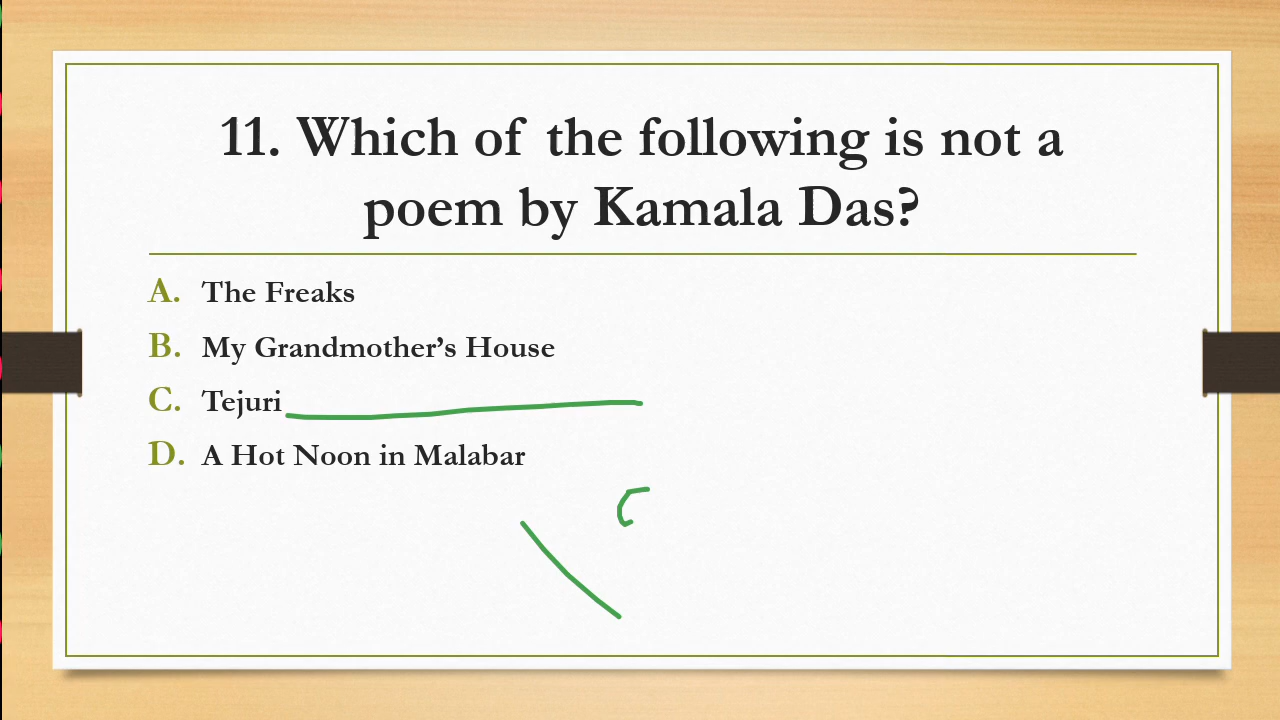 11. Which of the following is not a
poem by Kamala Das?
A. The Freaks
B. My Grandmother’s House
C. Tejuri
D. A Hot Noon in Malabar